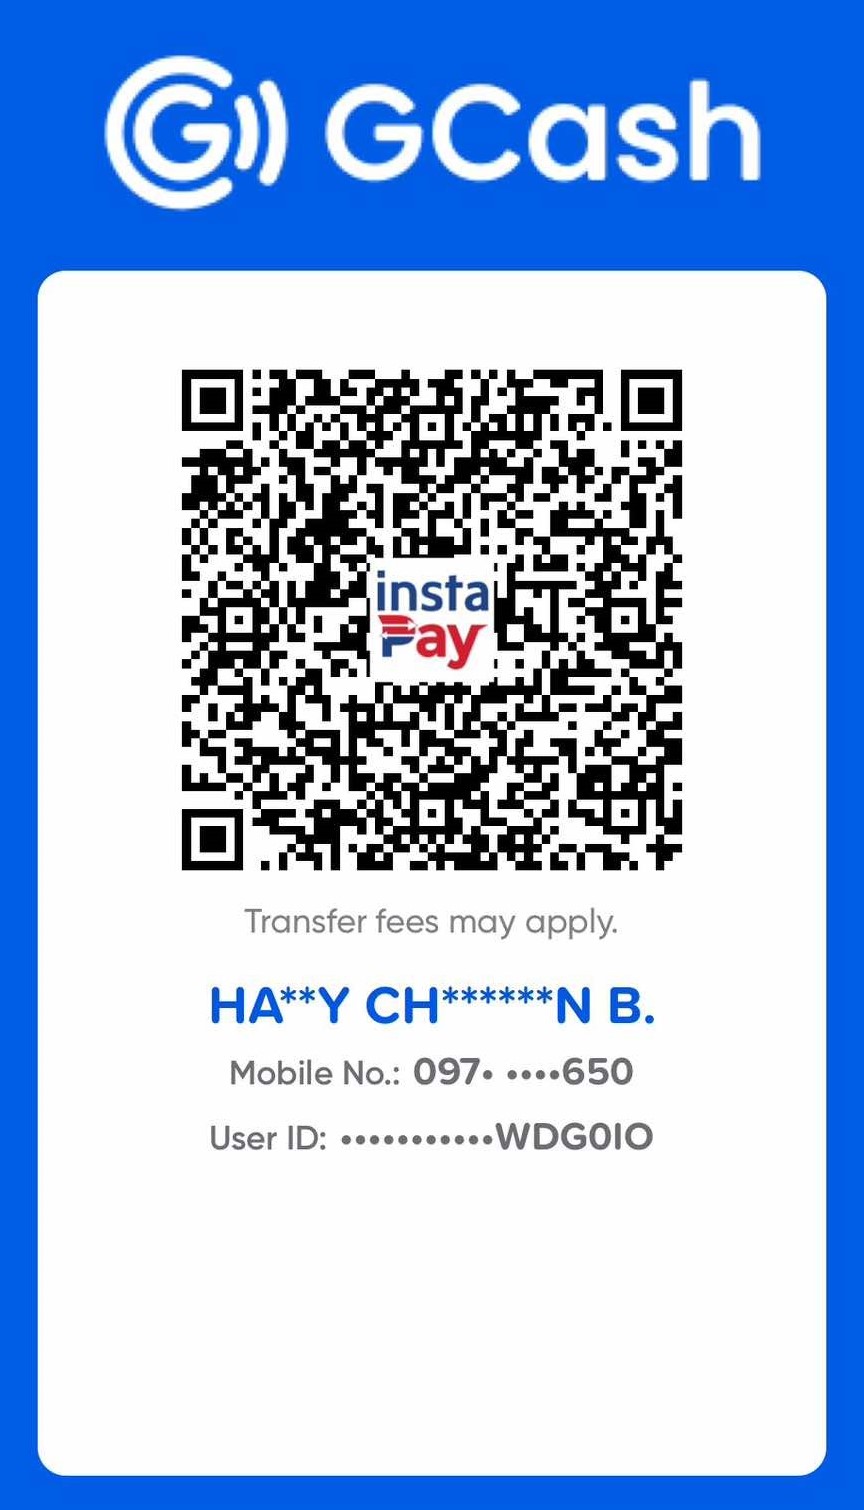 GCash
insta
Pay
Transfer fees may apply.
HA**Y CH******N B.
Mobile No.: 097• ••••650
User ID: •••••••••••WDG0IO